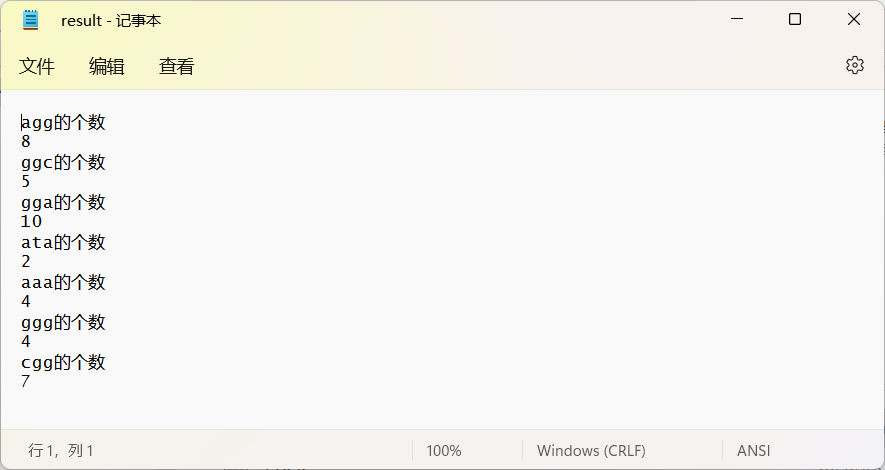 result - 记事本
文件 编辑 查看
agg的个数
8
ggc的个数
5
gga的个数
10
ata的个数
2
aaa的个数
4
ggg的个数
4
cgg的个数
7
行 1，列 1 100% Windows (CRLF) ANSI